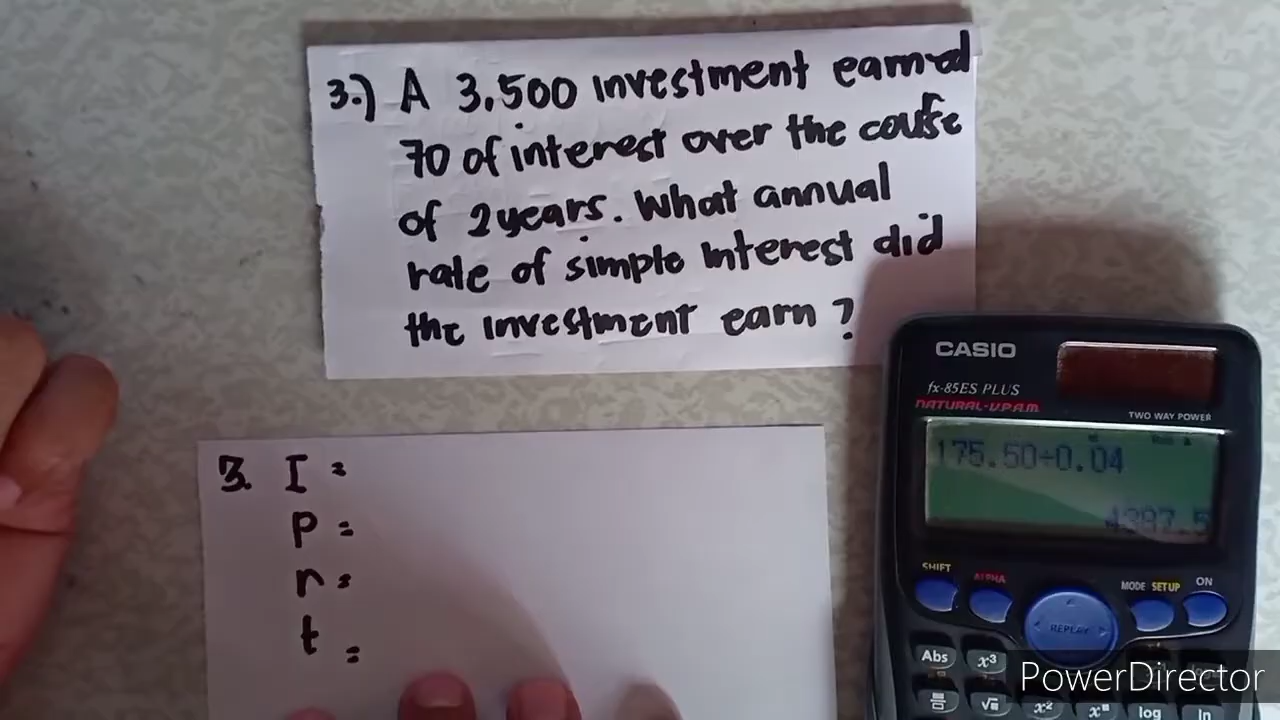 3.) A 3,500 investment earned
70 of interest over the course
of 2 years. What annual
rate of simple interest did
the investment earn?
3. I =
P =
r =
t =
CASIO
fx-85ES PLUS
NATURAL-V.P.A.M.
TWO WAY POWER
175.50÷0.04
4387.5
SHIFT
ALPHA
MODE SETUP
ON
REPLAY
Abs
x³
√
x²
log
ln
PowerDirector